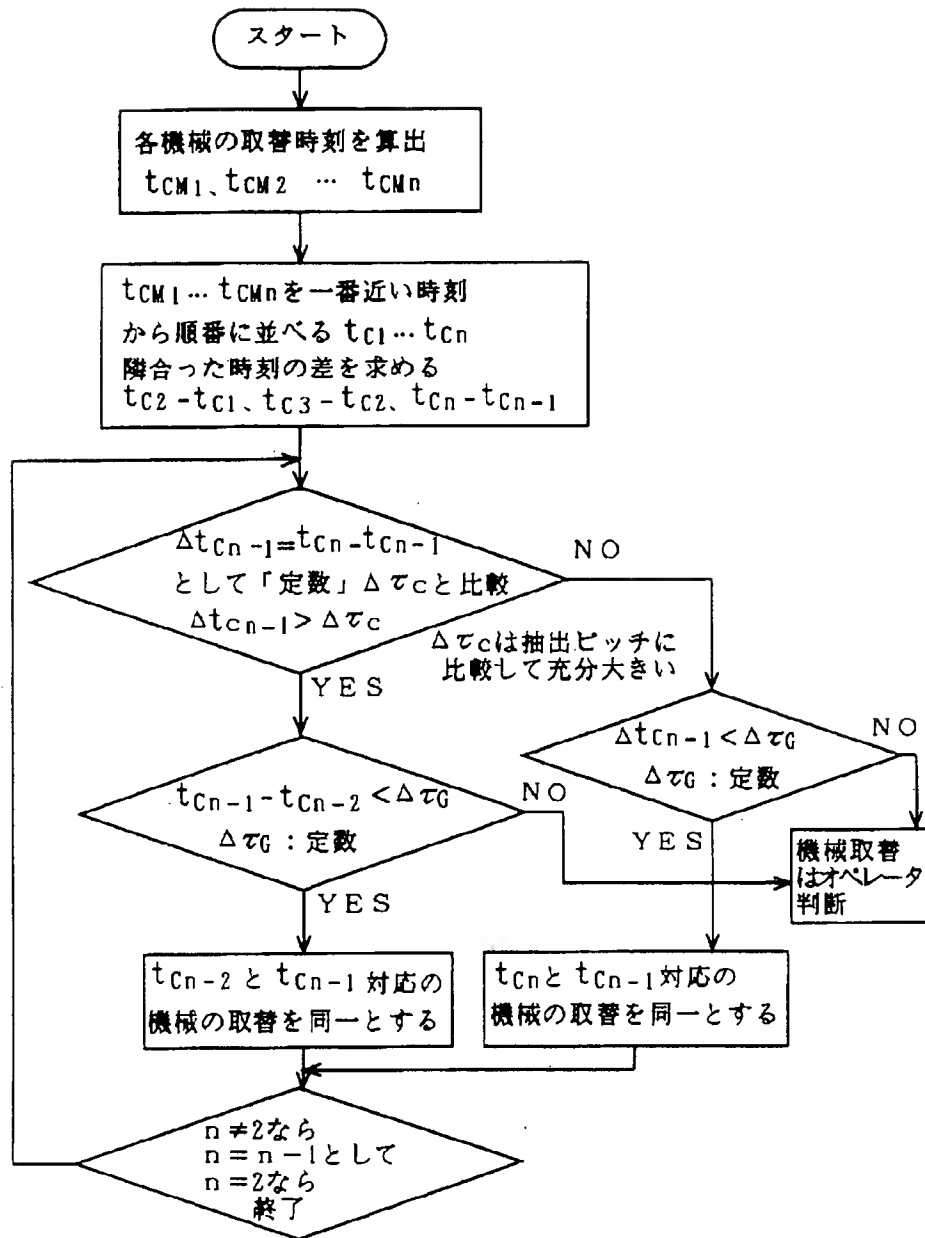 スタート
各機械の取替時刻を算出
tCM1、tCM2 … tCMn
tCM1…tCMnを一番近い時刻
から順番に並べる tC1…tCn
隣合った時刻の差を求める
tC2-tC1、tC3-tC2、tCn-tCn-1
ΔtCn-1=tCn-tCn-1
として「定数」Δτcと比較
Δtcn-1>Δτc
NO
Δτcは抽出ピッチに
比較して充分大きい
YES
ΔtCn-1<ΔτG
ΔτG:定数
NO
YES
tCn-1-tCn-2<ΔτG
ΔτG:定数
NO
YES
機械取替
はオペレータ
判断
tCn-2とtCn-1対応の
機械の取替を同一とする
tCnとtCn-1対応の
機械の取替を同一とする
n≠2なら
n=n-1として
n=2なら
終了